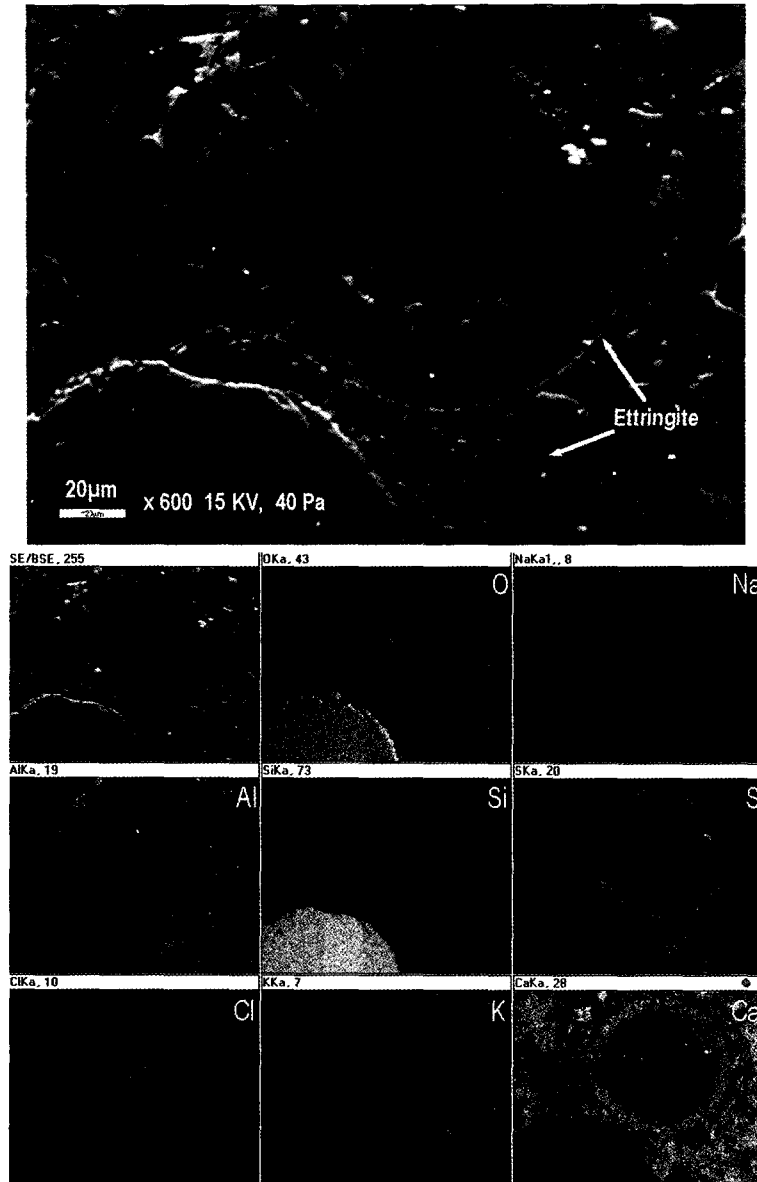 Ettringite
20µm x 600 15 KV, 40 Pa
20µm
SE/BSE, 255 OKa, 43 NaKa1,, 8
O Na
AlKa, 19 SiKa, 73 SKa, 20
Al Si S
ClKa, 10 KKa, 7 CaKa, 28
Cl K Ca